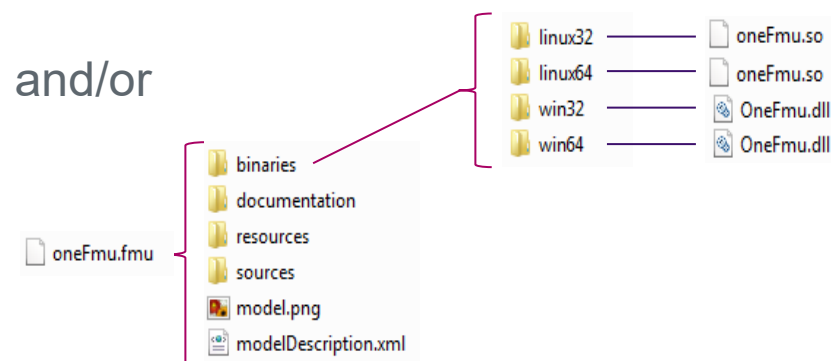 and/or
linux32
oneFmu.so
linux64
oneFmu.so
win32
OneFmu.dll
win64
OneFmu.dll
oneFmu.fmu
binaries
documentation
resources
sources
model.png
modelDescription.xml